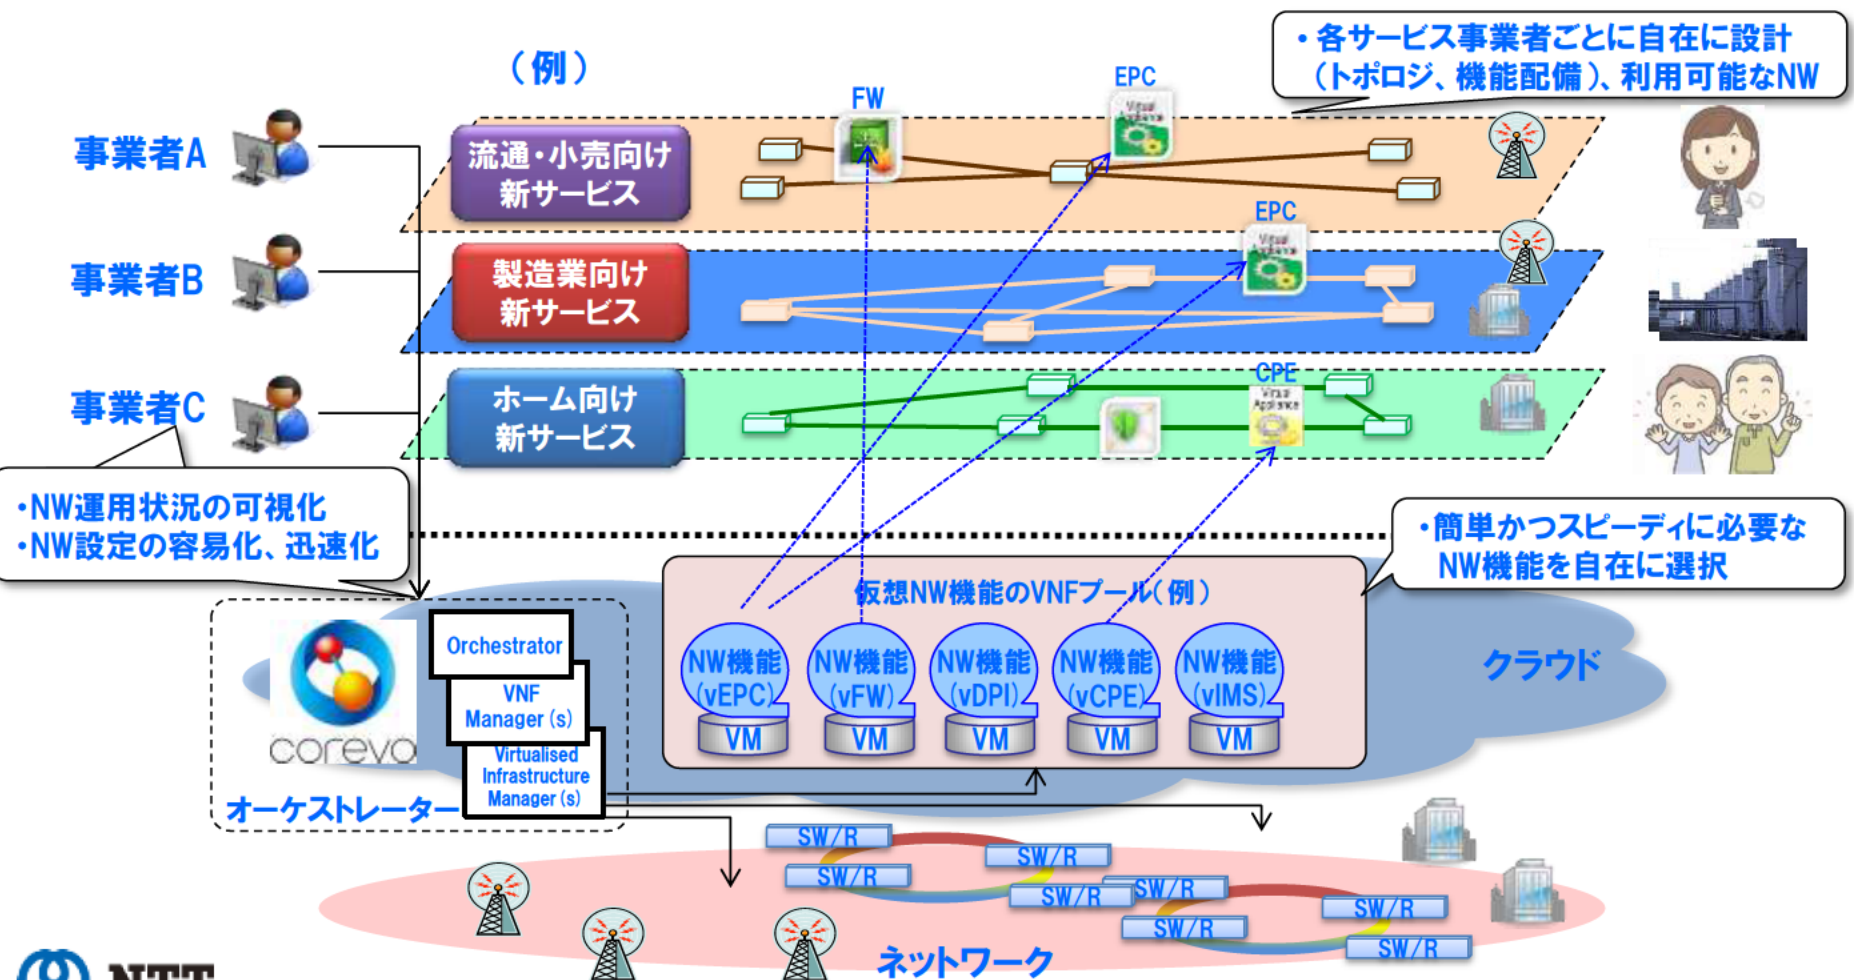 ・各サービス事業者ごとに自在に設計
（トポロジ、機能配備）、利用可能なNW
（例）
FW
EPC
事業者A
流通・小売向け
新サービス
EPC
事業者B
製造業向け
新サービス
CPE
Virtual
Appliance
事業者C
ホーム向け
新サービス
・NW運用状況の可視化
・NW設定の容易化、迅速化
・簡単かつスピーディに必要な
NW機能を自在に選択
仮想NW機能のVNFプール（例）
クラウド
NW機能
(vEPC)
VM
NW機能
(vFW)
VM
NW機能
(vDPI)
VM
NW機能
(vCPE)
VM
NW機能
(vIMS)
VM
corevo
Orchestrator
VNF
Manager(s)
Virtualised
Infrastructure
Manager(s)
オーケストレーター
SW/R
SW/R
SW/R
SW/R
SW/R
SW/R
SW/R
SW/R
ネットワーク
NTT